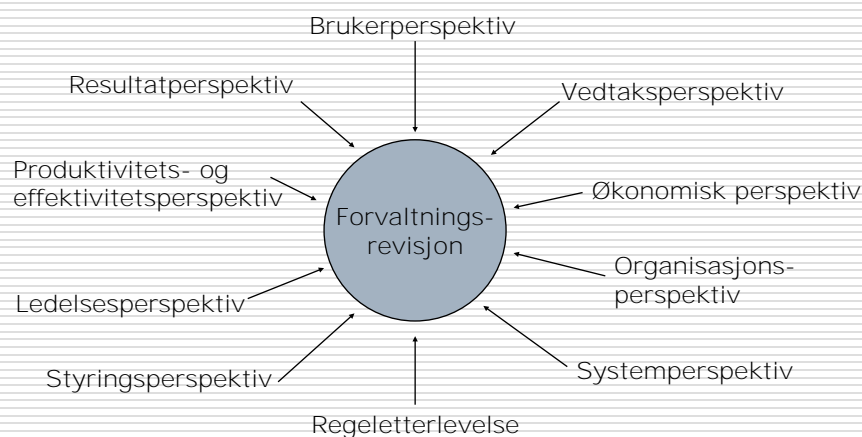 Brukerperspektiv
Resultatperspektiv
Vedtaksperspektiv
Produktivitets- og
effektivitetsperspektiv
Økonomisk perspektiv
Forvaltnings-
revisjon
Organisasjons-
perspektiv
Ledelsesperspektiv
Styringsperspektiv
Systemperspektiv
Regeletterlevelse